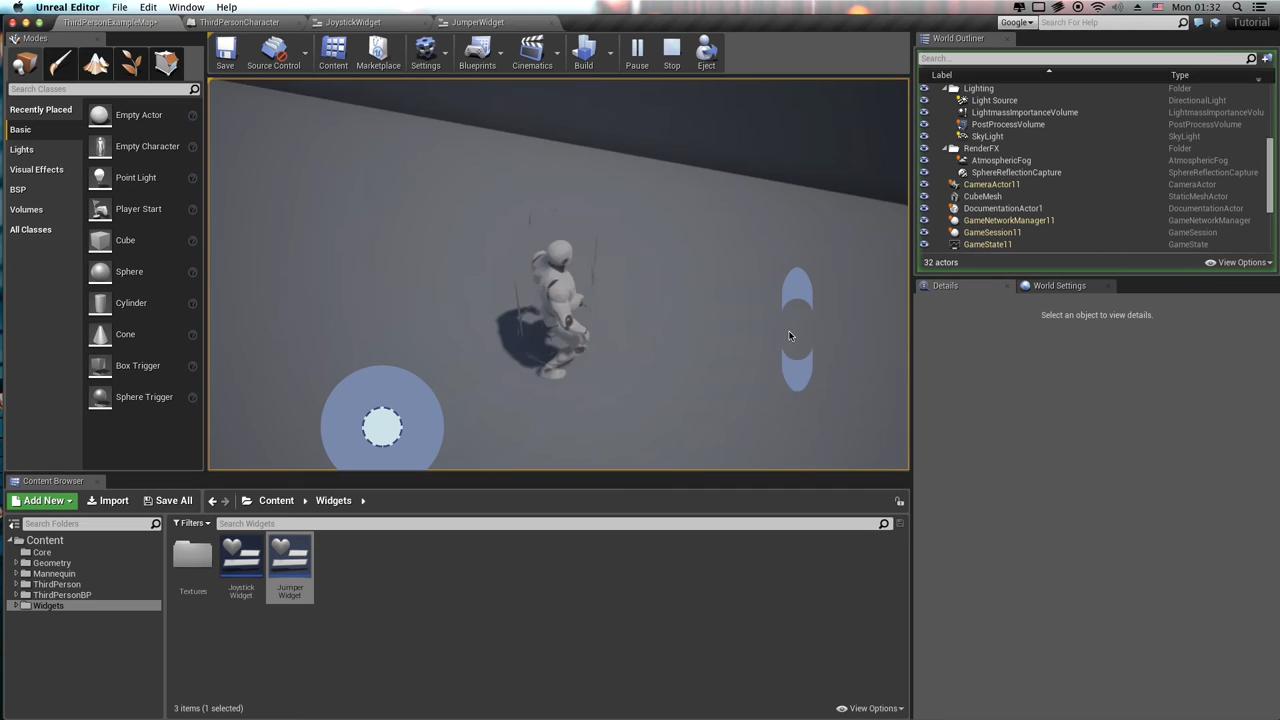 Unreal Editor File Edit Window Help
Mon 01:32
ThirdPersonExampleMap*
ThirdPersonCharacter
JoystickWidget
JumperWidget
Google
Search For Help
Tutorial
Modes
Search Classes
Recently Placed
Basic
Lights
Visual Effects
BSP
Volumes
All Classes
Empty Actor
Empty Character
Point Light
Player Start
Cube
Sphere
Cylinder
Cone
Box Trigger
Sphere Trigger
Save
Source Control
Content
Marketplace
Settings
Blueprints
Cinematics
Build
Pause
Stop
Eject
World Outliner
Search...
Label Type
Lighting Folder
Light Source DirectionalLight
LightmassImportanceVolume LightmassImportanceVolu
PostProcessVolume PostProcessVolume
SkyLight SkyLight
RenderFX Folder
AtmosphericFog AtmosphericFog
SphereReflectionCapture SphereReflectionCapture
CameraActor11 CameraActor
CubeMesh StaticMeshActor
DocumentationActor1 DocumentationActor
GameNetworkManager11 GameNetworkManager
GameSession11 GameSession
GameState11 GameState
32 actors
View Options
Details
World Settings
Select an object to view details.
Content Browser
Add New
Import
Save All
Content
Widgets
Search Folders
Content
Core
Geometry
Mannequin
ThirdPerson
ThirdPersonBP
Widgets
Filters
Search Widgets
Textures
Joystick
Widget
Jumper
Widget
3 items (1 selected)
View Options